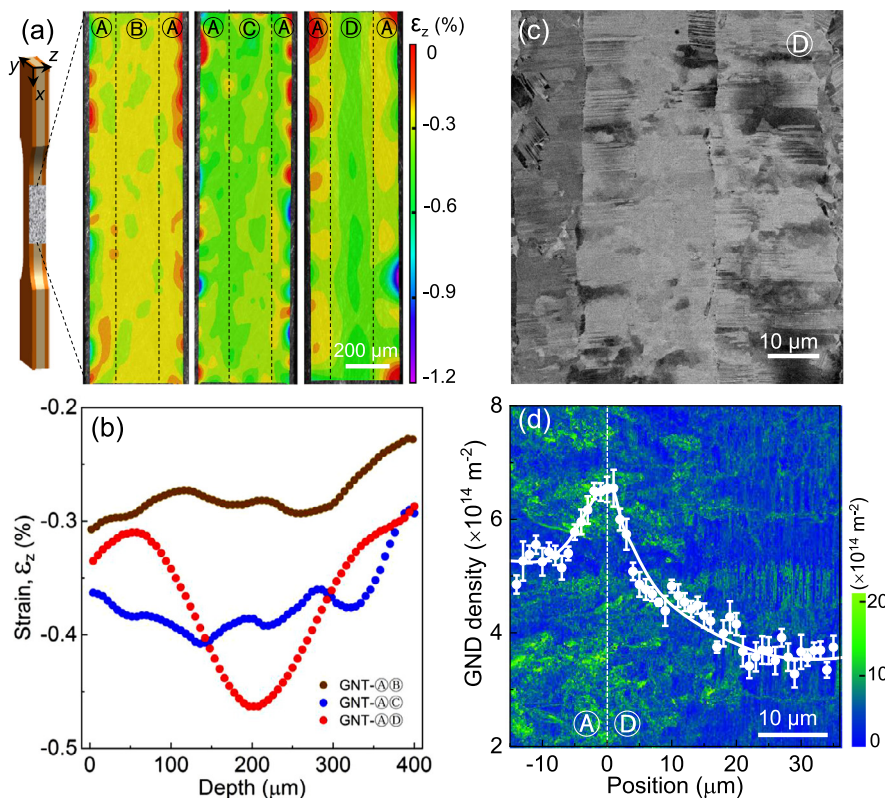 (a)
y
z
x
Ⓐ Ⓑ Ⓐ
Ⓐ Ⓒ Ⓐ
Ⓐ Ⓓ Ⓐ
200 μm
ε_z (%)
0
-0.3
-0.6
-0.9
-1.2
(c)
Ⓓ
10 μm
(b)
-0.2
-0.3
-0.4
-0.5
Strain, ε_z (%)
GNT-ⒶⒷ
GNT-ⒶⒸ
GNT-ⒶⒹ
0 100 200 300 400
Depth (μm)
(d)
8
6
4
2
GND density (×10¹⁴ m⁻²)
Ⓐ Ⓓ
10 μm
-10 0 10 20 30
Position (μm)
(×10¹⁴ m⁻²)
20
10
0